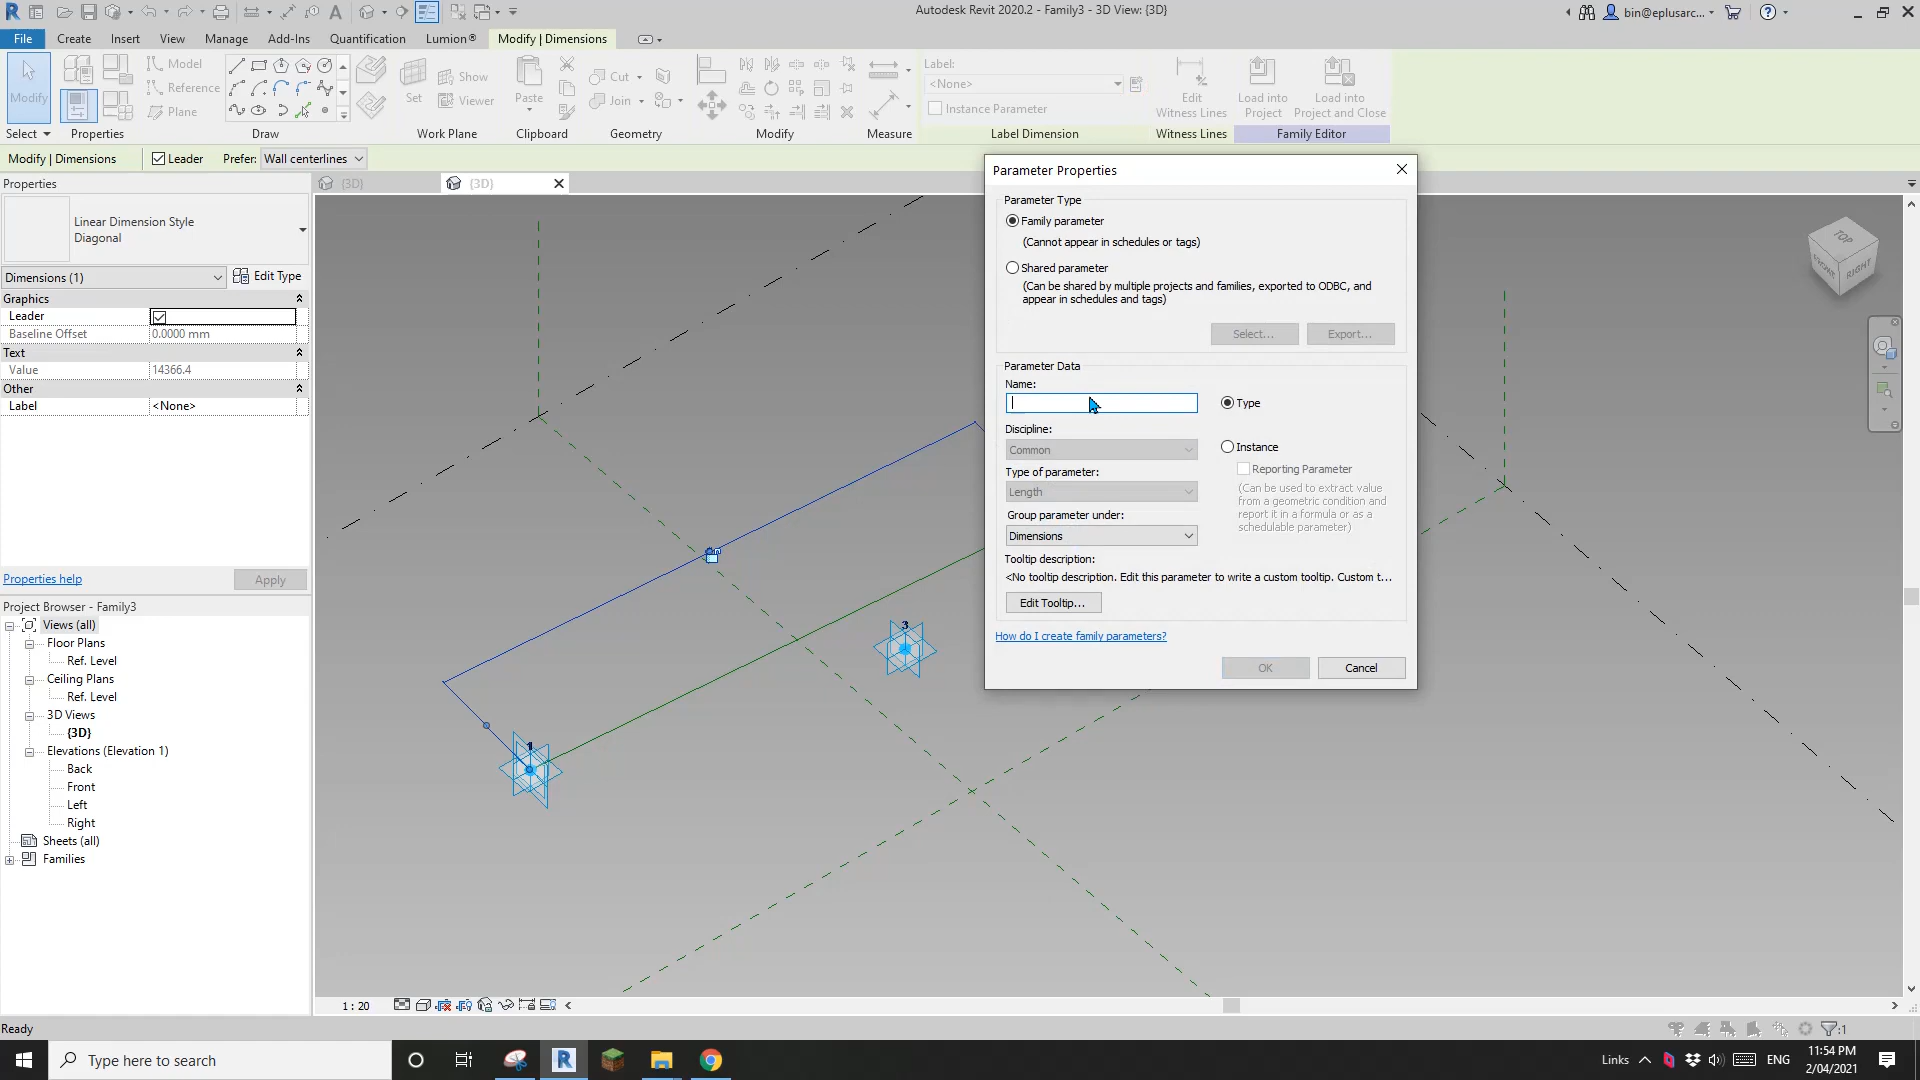 Autodesk Revit 2020.2 - Family3 - 3D View: {3D}
bin@eplusarc...
File
Create
Insert
View
Manage
Add-Ins
Quantification
Lumion®
Modify | Dimensions
Modify
Model
Reference
Plane
Set
Show
Viewer
Paste
Cut
Join
Label:
<None>
Instance Parameter
Edit
Witness Lines
Load into
Project
Load into
Project and Close
Select
Properties
Draw
Work Plane
Clipboard
Geometry
Modify
Measure
Label Dimension
Witness Lines
Family Editor
Modify | Dimensions
Leader
Prefer:
Wall centerlines
Properties
{3D}
{3D}
Linear Dimension Style
Diagonal
Dimensions (1)
Edit Type
Graphics
Leader
Baseline Offset
0.0000 mm
Text
Value
14366.4
Other
Label
<None>
Properties help
Apply
Project Browser - Family3
Views (all)
Floor Plans
Ref. Level
Ceiling Plans
Ref. Level
3D Views
{3D}
Elevations (Elevation 1)
Back
Front
Left
Right
Sheets (all)
Families
1
3
TOP
FRONT
RIGHT
Parameter Properties
Parameter Type
Family parameter
(Cannot appear in schedules or tags)
Shared parameter
(Can be shared by multiple projects and families, exported to ODBC, and
appear in schedules and tags)
Select...
Export...
Parameter Data
Name:
Type
Discipline:
Common
Instance
Type of parameter:
Reporting Parameter
Length
(Can be used to extract value
from a geometric condition and
report it in a formula or as a
schedulable parameter)
Group parameter under:
Dimensions
Tooltip description:
<No tooltip description. Edit this parameter to write a custom tooltip. Custom t...
Edit Tooltip...
How do I create family parameters?
OK
Cancel
1 : 20
Ready
:1
Type here to search
Links
ENG
11:54 PM
2/04/2021